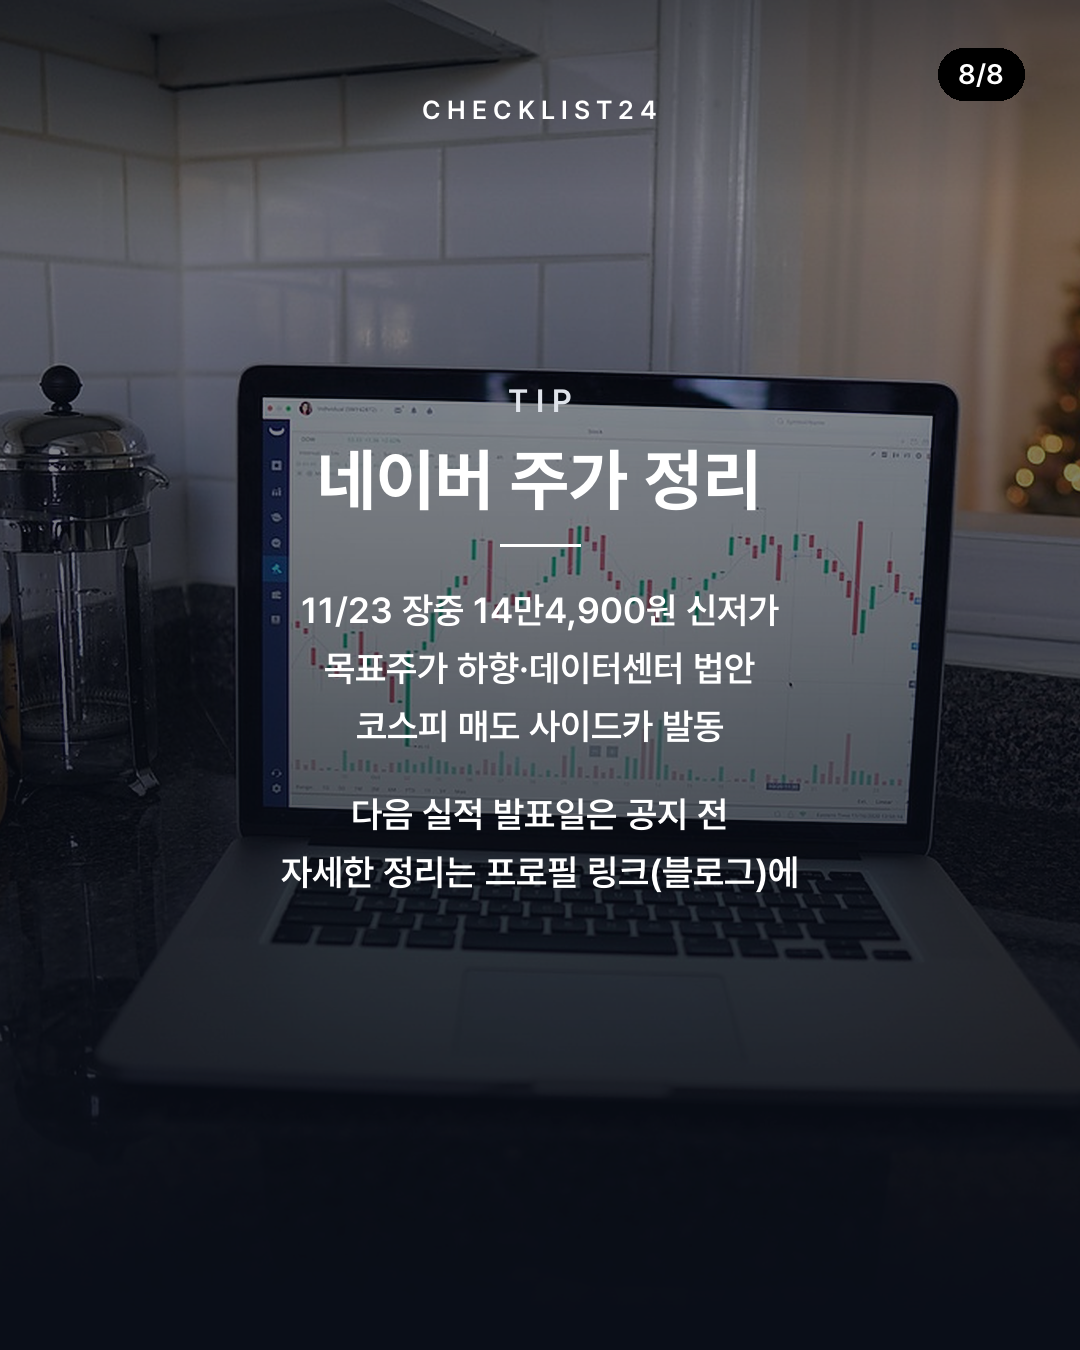 8/8
CHECKLIST24
TIP
네이버 주가 정리
11/23 장중 14만4,900원 신저가
목표주가 하향·데이터센터 법안
코스피 매도 사이드카 발동
다음 실적 발표일은 공지 전
자세한 정리는 프로필 링크(블로그)에